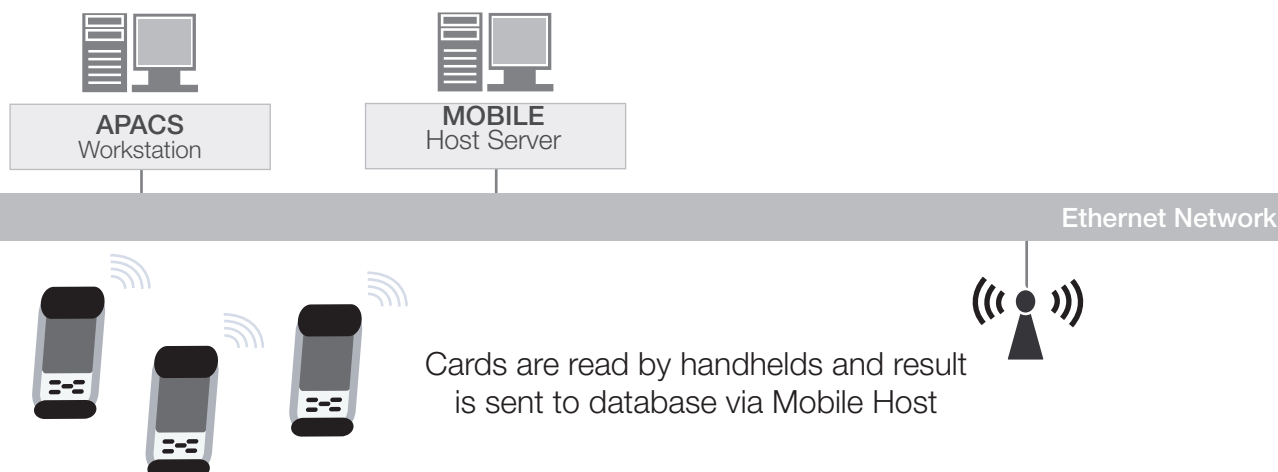 APACS
Workstation
MOBILE
Host Server
Ethernet Network
Cards are read by handhelds and result
is sent to database via Mobile Host